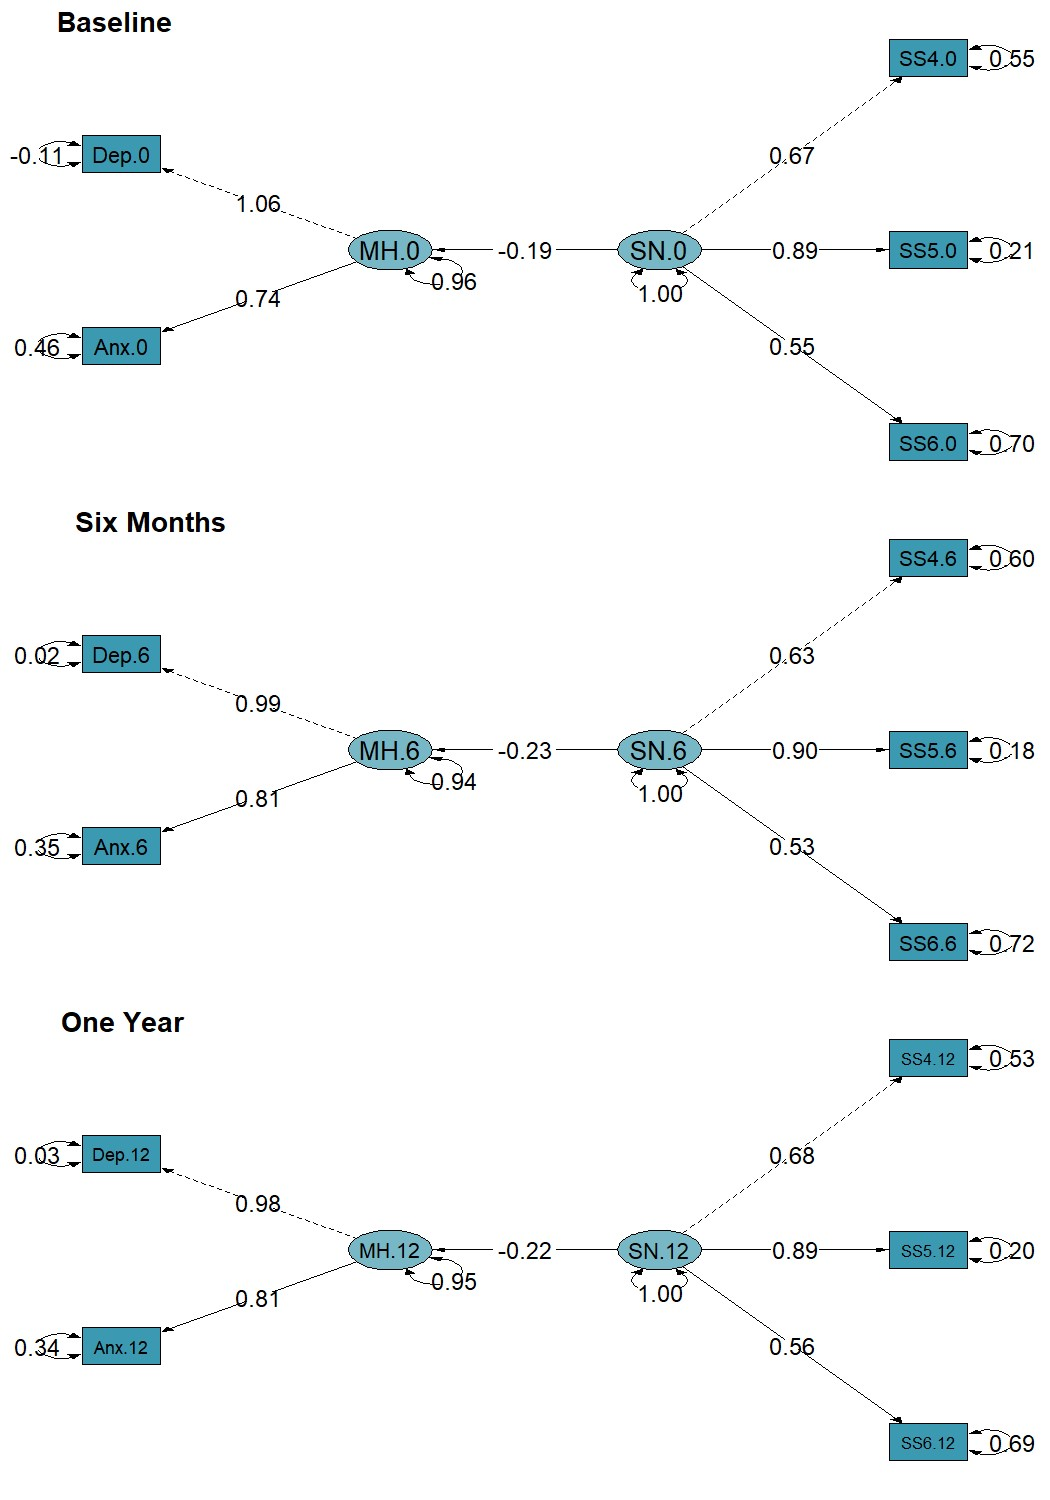 Baseline
SS4.0 0.55
-0.11 Dep.0 0.67
1.06
MH.0 -0.19 SN.0 0.89 SS5.0 0.21
0.96 1.00
0.74
0.46 Anx.0 0.55
SS6.0 0.70
Six Months
SS4.6 0.60
0.02 Dep.6 0.63
0.99
MH.6 -0.23 SN.6 0.90 SS5.6 0.18
0.94 1.00
0.81
0.35 Anx.6 0.53
SS6.6 0.72
One Year
SS4.12 0.53
0.03 Dep.12 0.68
0.98
MH.12 -0.22 SN.12 0.89 SS5.12 0.20
0.95 1.00
0.81
0.34 Anx.12 0.56
SS6.12 0.69